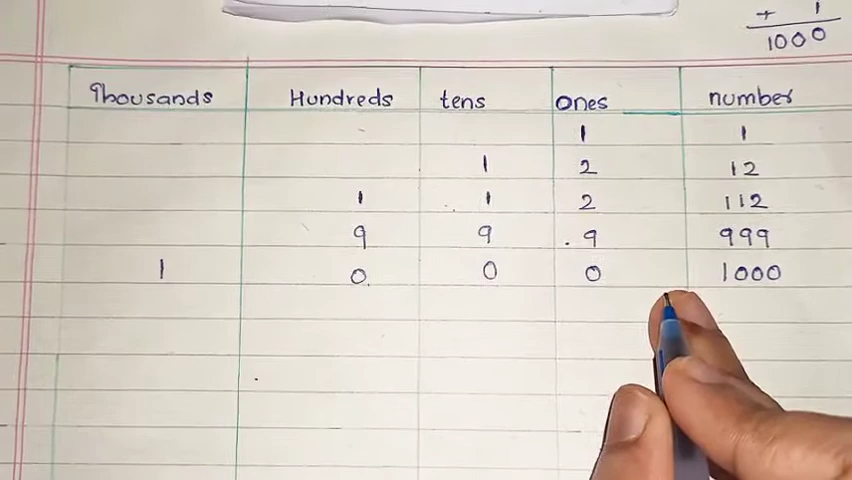 + 1
1000
Thousands Hundreds tens ones number
1 1
1 2 12
1 1 2 112
9 9 9 999
1 0 0 0 1000